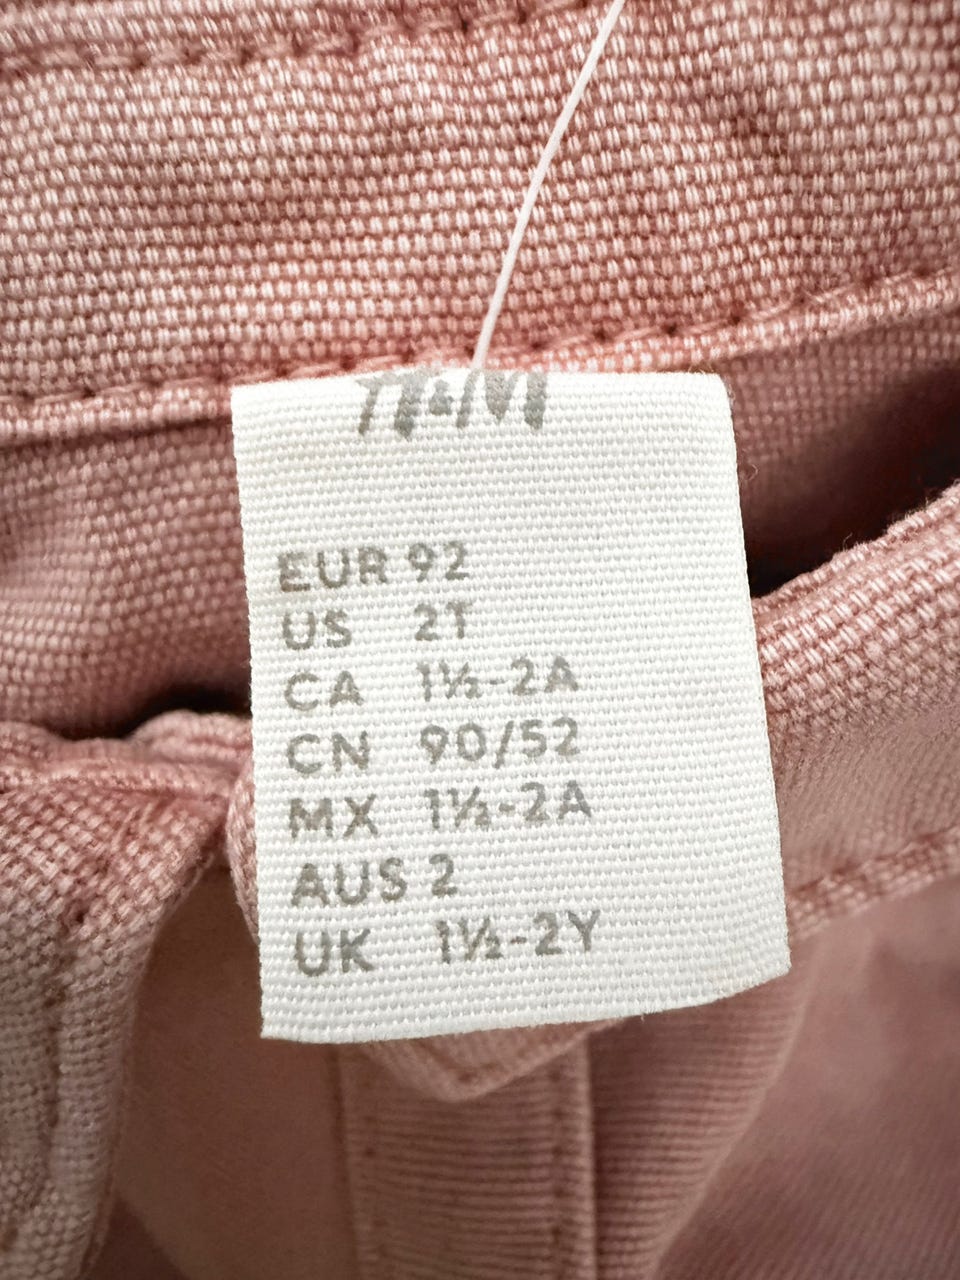 H&M
EUR 92
US 2T
CA 1½-2A
CN 90/52
MX 1½-2A
AUS 2
UK 1½-2Y